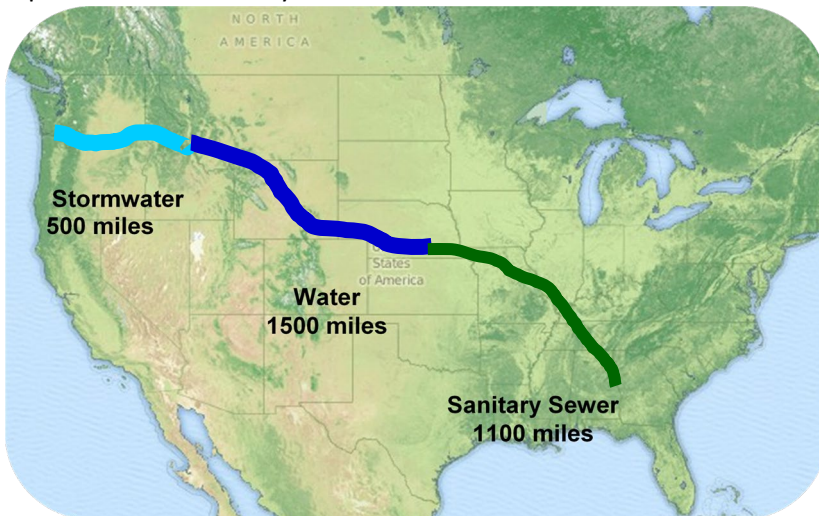 NORTH
AMERICA
Stormwater
500 miles
States
of America
Water
1500 miles
Sanitary Sewer
1100 miles